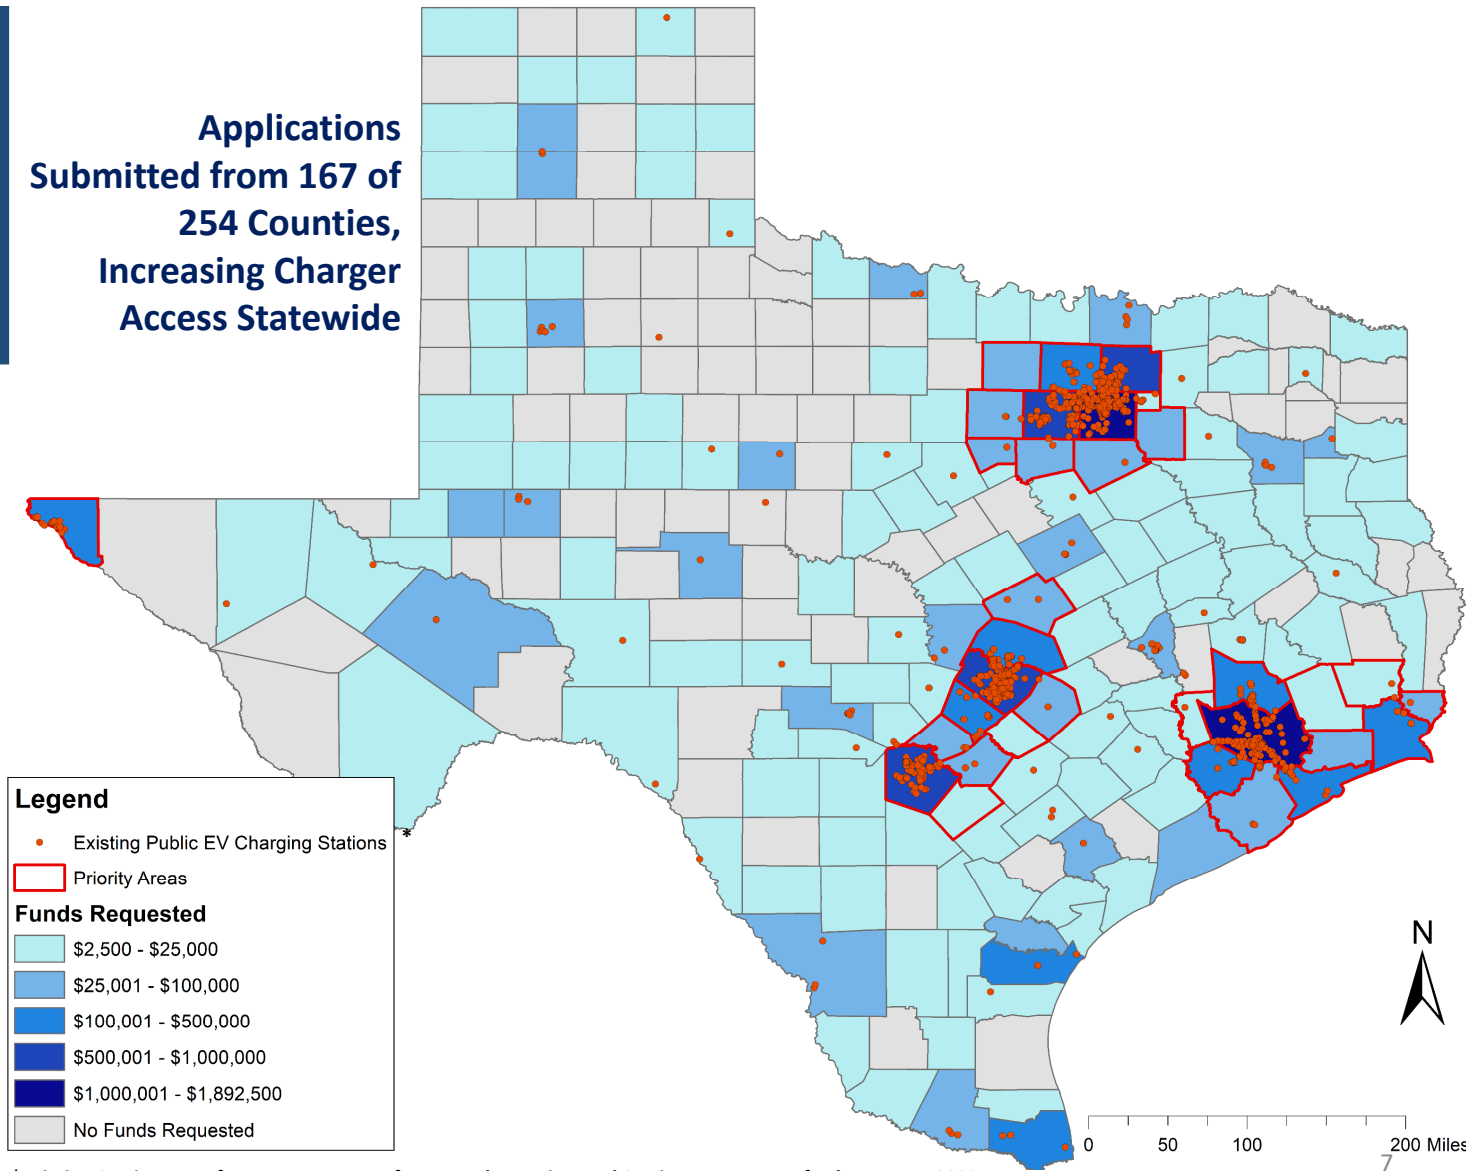 Applications
Submitted from 167 of
254 Counties,
Increasing Charger
Access Statewide
Legend
Existing Public EV Charging Stations
*
Priority Areas
Funds Requested
$2,500 - $25,000
$25,001 - $100,000
$100,001 - $500,000
$500,001 - $1,000,000
$1,000,001 - $1,892,500
No Funds Requested
N
0 50 100 200 Miles
7